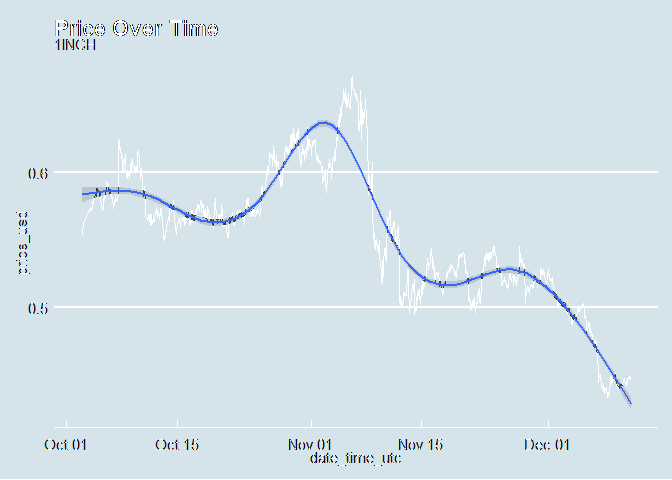 Price Over Time
1INCH
0.6
0.5
price_usd
Oct 01 Oct 15 Nov 01 Nov 15 Dec 01
date_time_utc